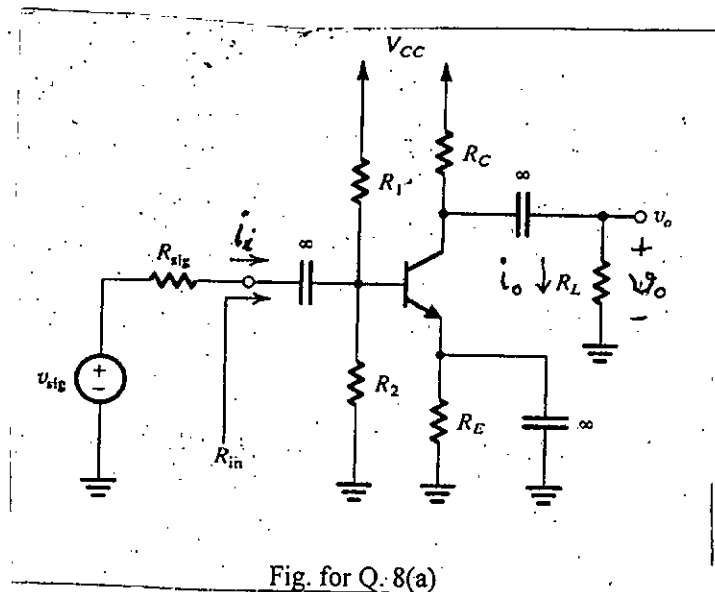 V_CC
R_C
R_1
∞
v_o
R_sig
i_i
∞
+
i_o
R_L
v_o
-
+
-
v_sig
R_2
R_E
∞
R_in
Fig. for Q. 8(a)